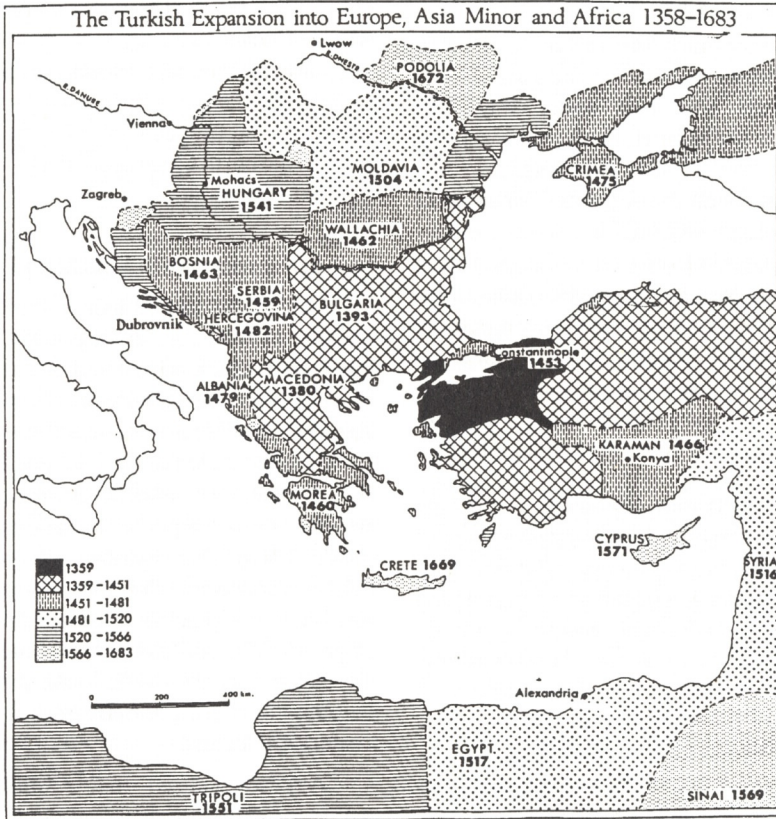 The Turkish Expansion into Europe, Asia Minor and Africa 1358–1683
Lwow
R. DNESTR
PODOLIA
1672
R. DANUBE
Vienna
MOLDAVIA
1504
CRIMEA
1475
Mohacs
HUNGARY
1541
Zagreb
WALLACHIA
1462
BOSNIA
1463
SERBIA
1459
BULGARIA
1393
HERCEGOVINA
1482
Dubrovnik
Constantinople
1453
ALBANIA
1479
MACEDONIA
1380
KARAMAN 1466
Konya
MOREA
1460
CYPRUS
1571
CRETE 1669
SYRIA
1516
1359
1359 – 1451
1451 – 1481
1481 – 1520
1520 – 1566
1566 – 1683
0 200 400 km.
Alexandria
EGYPT.
1517
TRIPOLI
1551
SINAI 1569